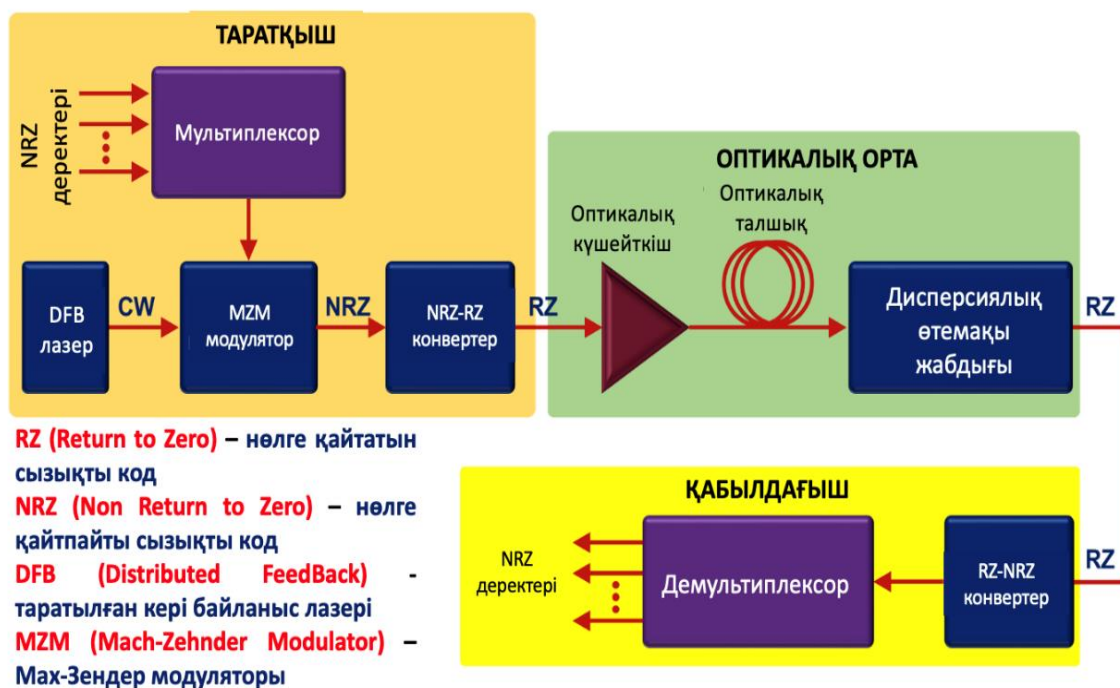 ТАРАТҚЫШ
NRZ
деректері
Мультиплексор
DFB
лазер
CW
MZM
модулятор
NRZ
NRZ-RZ
конвертер
RZ
ОПТИКАЛЫҚ ОРТА
Оптикалық
күшейткіш
Оптикалық
талшық
Дисперсиялық
өтемақы
жабдығы
RZ
RZ (Return to Zero) – нөлге қайтатын
сызықты код
NRZ (Non Return to Zero) – нөлге
қайтпайты сызықты код
DFB (Distributed FeedBack) -
таратылған кері байланыс лазері
MZM (Mach-Zehnder Modulator) –
Мах-Зендер модуляторы
ҚАБЫЛДАҒЫШ
NRZ
деректері
Демультиплексор
RZ-NRZ
конвертер
RZ